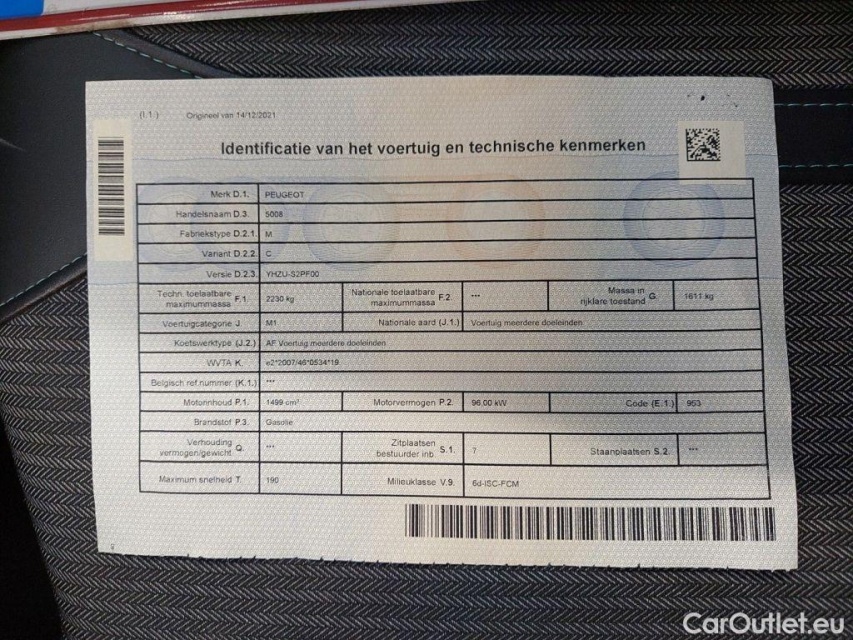 (I.1.) Origineel van 14/12/2021
Identificatie van het voertuig en technische kenmerken
Merk D.1. PEUGEOT
Handelsnaam D.3. 5008
Fabriekstype D.2.1. M
Variant D.2.2. C
Versie D.2.3. YHZU-S2PF00
Techn. toelaatbare maximummassa F.1. 2230 kg Nationale toelaatbare maximummassa F.2. --- Massa in rijklare toestand G. 1611 kg
Voertuigcategorie J. M1 Nationale aard (J.1.) Voertuig meerdere doeleinden
Koetswerktype (J.2.) AF Voertuig meerdere doeleinden
WVTA K. e2*2007/46*0534*19
Belgisch ref.nummer (K.1.) ---
Motorinhoud P.1. 1499 cm³ Motorvermogen P.2. 96.00 kW Code (E.1.) 953
Brandstof P.3. Gasolie
Verhouding vermogen/gewicht Q. --- Zitplaatsen bestuurder inb. S.1. 7 Staanplaatsen S.2. ---
Maximum snelheid T. 190 Milieuklasse V.9. 6d-ISC-FCM
CarOutlet.eu